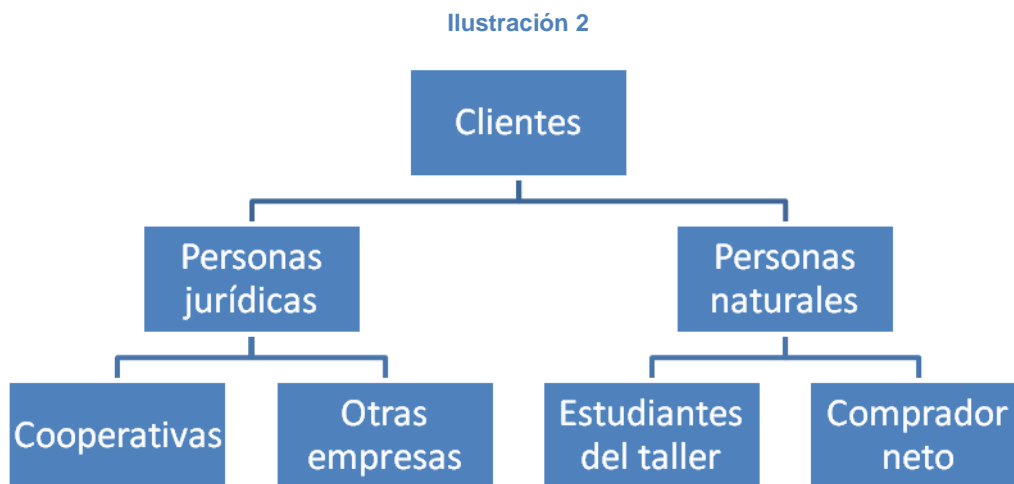 Ilustración 2
Clientes
Personas
jurídicas
Personas
naturales
Cooperativas
Otras
empresas
Estudiantes
del taller
Comprador
neto